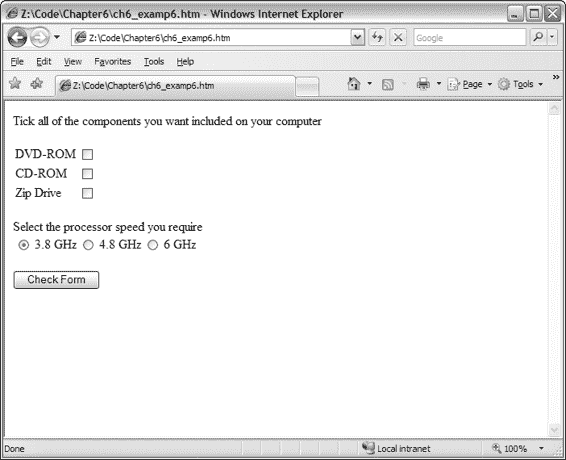 Z:\Code\Chapter6\ch6_examp6.htm - Windows Internet Explorer
Z:\Code\Chapter6\ch6_examp6.htm
Google
File Edit View Favorites Tools Help
Z:\Code\Chapter6\ch6_examp6.htm
Page Tools »
Tick all of the components you want included on your computer
DVD-ROM
CD-ROM
Zip Drive
Select the processor speed you require
3.8 GHz 4.8 GHz 6 GHz
Check Form
Done Local intranet 100%